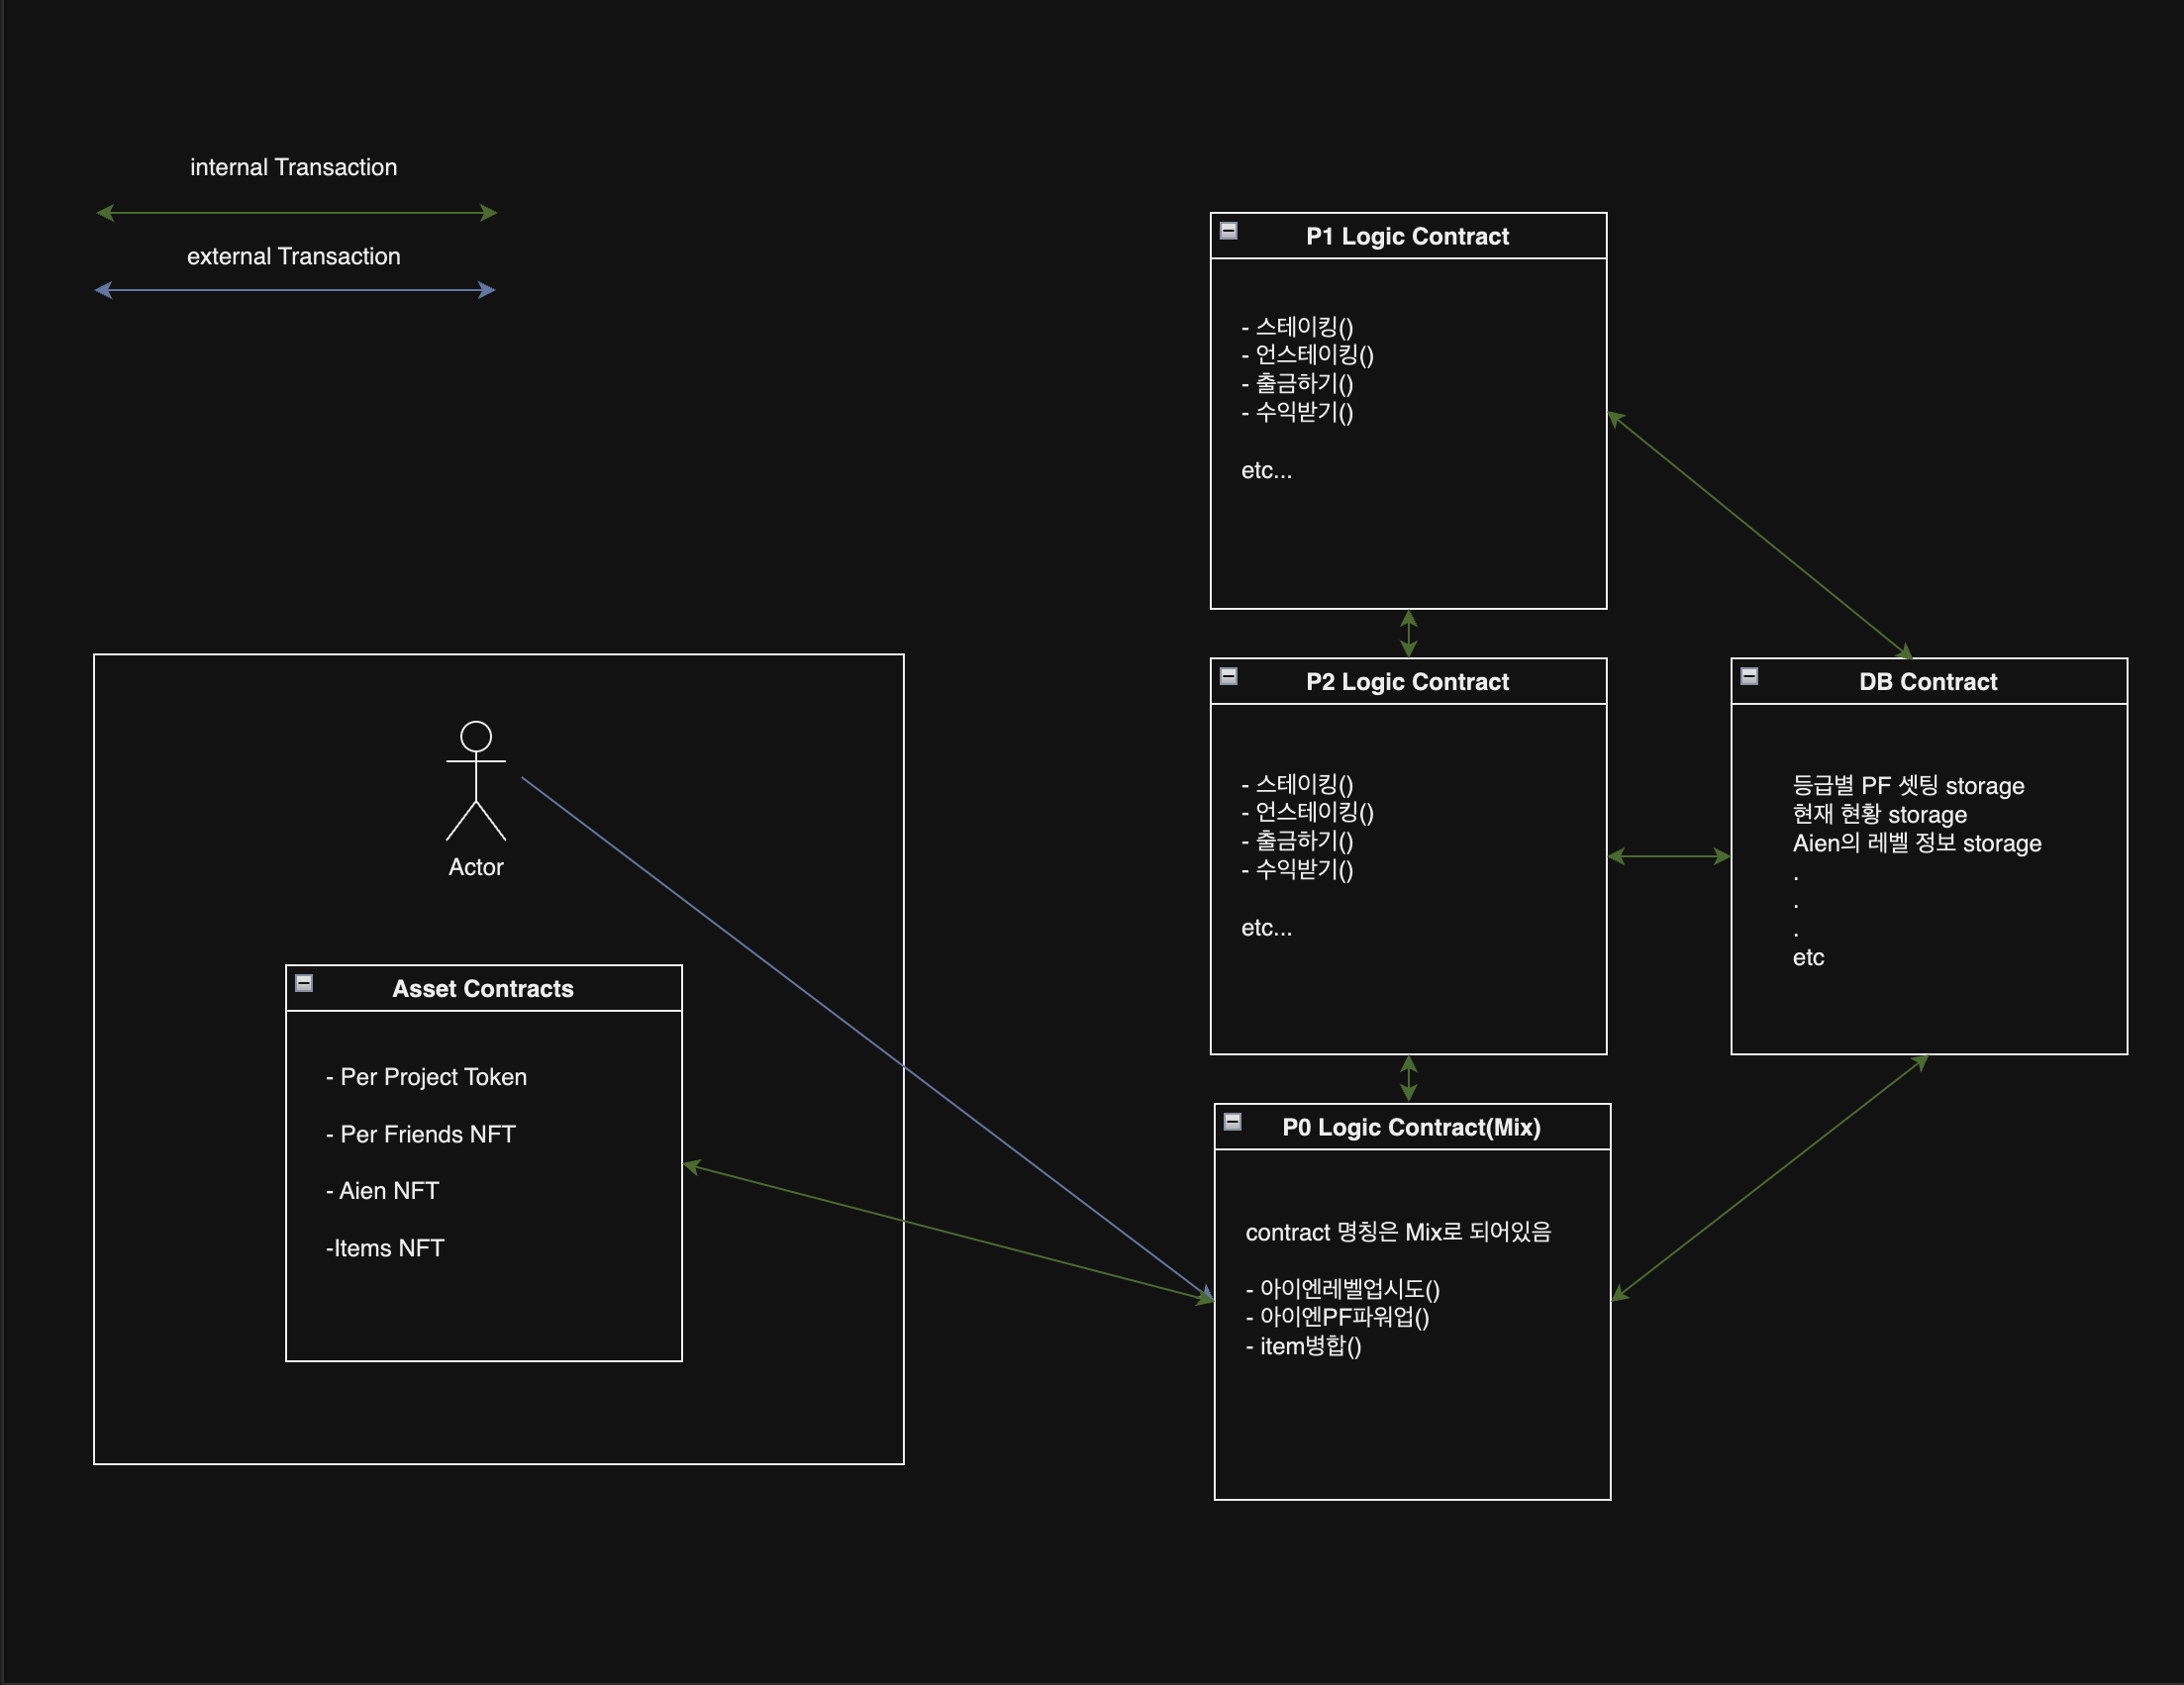 internal Transaction
external Transaction
P1 Logic Contract
- 스테이킹()
- 언스테이킹()
- 출금하기()
- 수익받기()
etc...
P2 Logic Contract
- 스테이킹()
- 언스테이킹()
- 출금하기()
- 수익받기()
etc...
DB Contract
등급별 PF 셋팅 storage
현재 현황 storage
Aien의 레벨 정보 storage
.
.
.
etc
Actor
Asset Contracts
- Per Project Token
- Per Friends NFT
- Aien NFT
-Items NFT
P0 Logic Contract(Mix)
contract 명칭은 Mix로 되어있음
- 아이엔레벨업시도()
- 아이엔PF파워업()
- item병합()